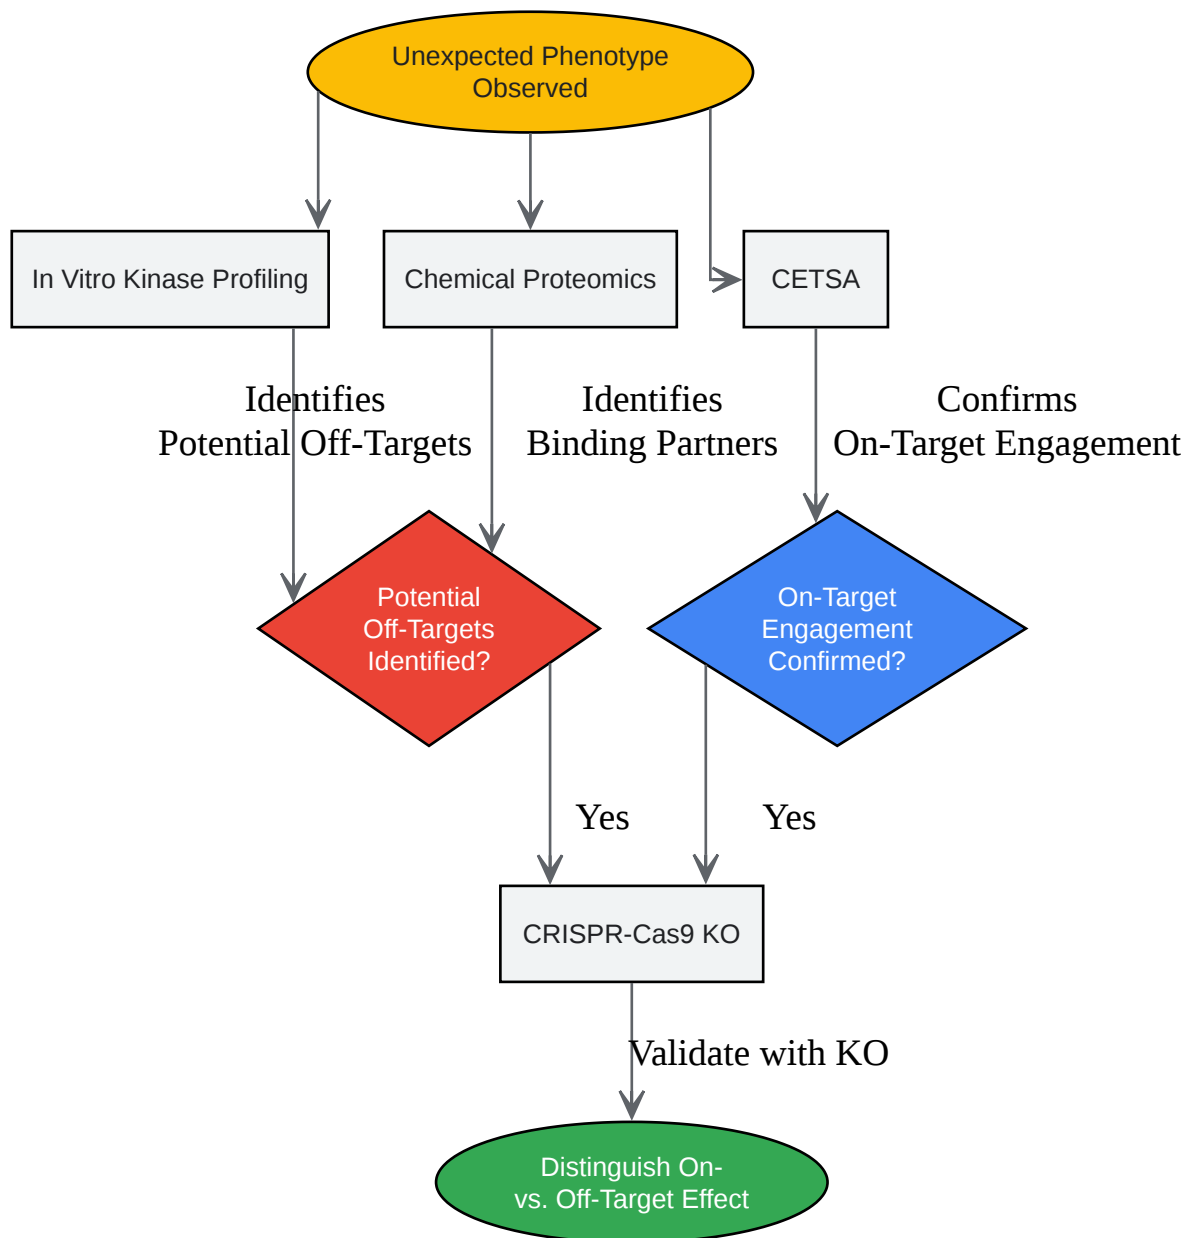 Unexpected Phenotype
Observed
In Vitro Kinase Profiling
Chemical Proteomics
CETSA
Identifies
Potential Off-Targets
Identifies
Binding Partners
Confirms
On-Target Engagement
Potential
Off-Targets
Identified?
On-Target
Engagement
Confirmed?
Yes
Yes
CRISPR-Cas9 KO
Validate with KO
Distinguish On-
vs. Off-Target Effect